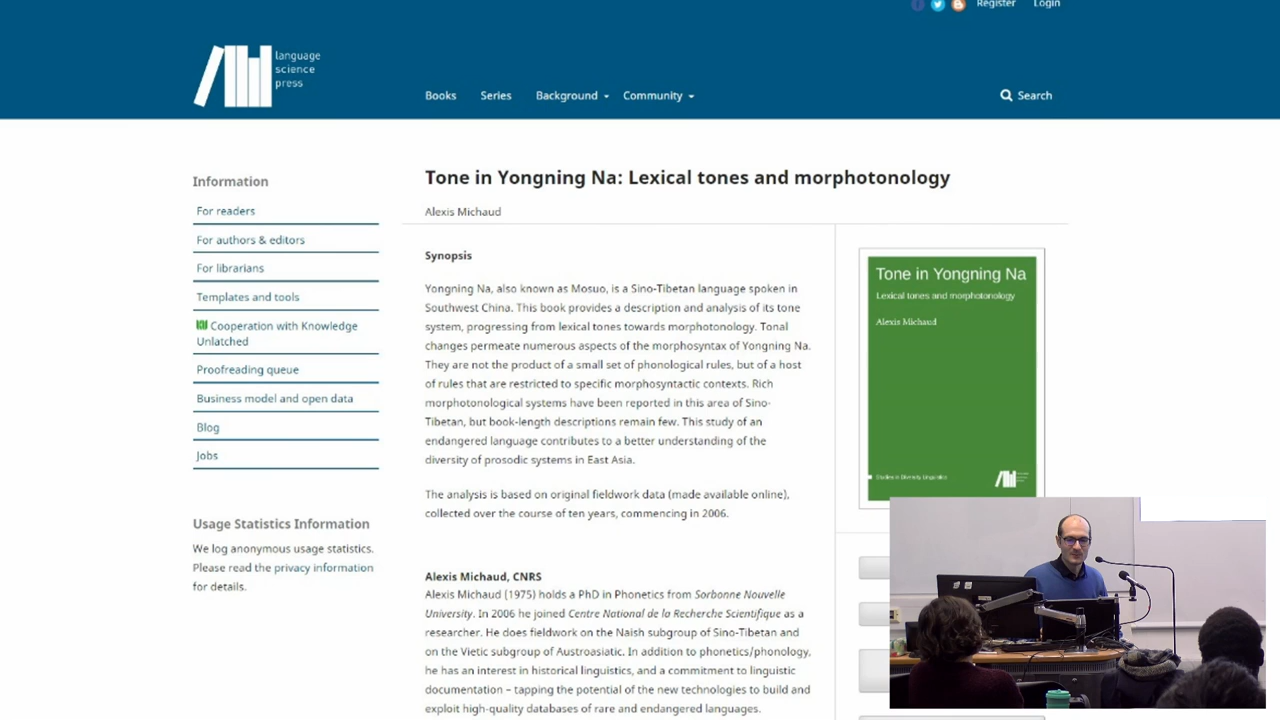 Register Login
language
science
press
Books Series Background Community Search
Information
For readers
For authors & editors
For librarians
Templates and tools
Cooperation with Knowledge
Unlatched
Proofreading queue
Business model and open data
Blog
Jobs
Usage Statistics Information
We log anonymous usage statistics.
Please read the privacy information
for details.
Tone in Yongning Na: Lexical tones and morphotonology
Alexis Michaud
Synopsis
Yongning Na, also known as Mosuo, is a Sino-Tibetan language spoken in
Southwest China. This book provides a description and analysis of its tone
system, progressing from lexical tones towards morphotonology. Tonal
changes permeate numerous aspects of the morphosyntax of Yongning Na.
They are not the product of a small set of phonological rules, but of a host
of rules that are restricted to specific morphosyntactic contexts. Rich
morphotonological systems have been reported in this area of Sino-
Tibetan, but book-length descriptions remain few. This study of an
endangered language contributes to a better understanding of the
diversity of prosodic systems in East Asia.
The analysis is based on original fieldwork data (made available online),
collected over the course of ten years, commencing in 2006.
Alexis Michaud, CNRS
Alexis Michaud (1975) holds a PhD in Phonetics from Sorbonne Nouvelle
University. In 2006 he joined Centre National de la Recherche Scientifique as a
researcher. He does fieldwork on the Naish subgroup of Sino-Tibetan and
on the Vietic subgroup of Austroasiatic. In addition to phonetics/phonology,
he has an interest in historical linguistics, and a commitment to linguistic
documentation – tapping the potential of the new technologies to build and
exploit high-quality databases of rare and endangered languages.
Tone in Yongning Na
Lexical tones and morphotonology
Alexis Michaud
Studies in Diversity Linguistics